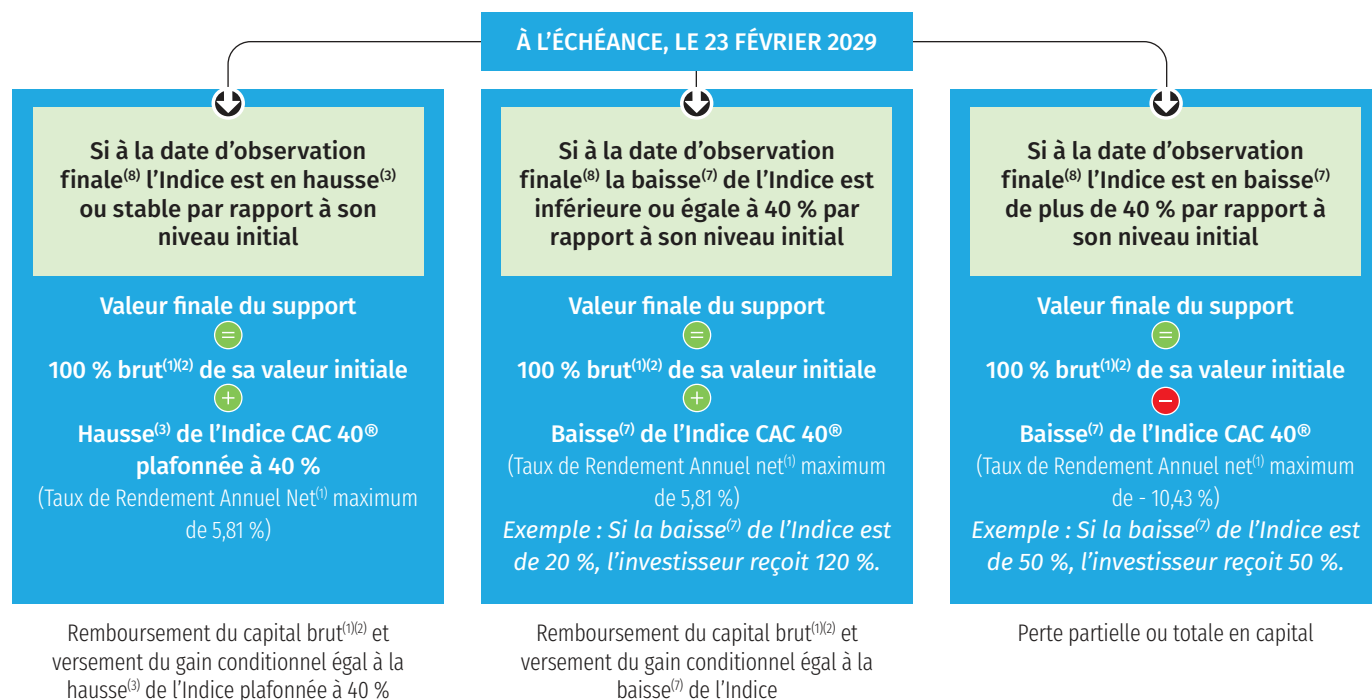 À L’ÉCHÉANCE, LE 23 FÉVRIER 2029
Si à la date d’observation
finale(8) l’Indice est en hausse(3)
ou stable par rapport à son
niveau initial
Valeur finale du support
=
100 % brut(1)(2) de sa valeur initiale
+
Hausse(3) de l’Indice CAC 40®
plafonnée à 40 %
(Taux de Rendement Annuel Net(1) maximum
de 5,81 %)
Remboursement du capital brut(1)(2) et
versement du gain conditionnel égal à la
hausse(3) de l’Indice plafonnée à 40 %
Si à la date d’observation
finale(8) la baisse(7) de l’Indice est
inférieure ou égale à 40 % par
rapport à son niveau initial
Valeur finale du support
=
100 % brut(1)(2) de sa valeur initiale
+
Baisse(7) de l’Indice CAC 40®
(Taux de Rendement Annuel net(1) maximum
de 5,81 %)
Exemple : Si la baisse(7) de l’Indice est
de 20 %, l’investisseur reçoit 120 %.
Remboursement du capital brut(1)(2) et
versement du gain conditionnel égal à la
baisse(7) de l’Indice
Si à la date d’observation
finale(8) l’Indice est en baisse(7)
de plus de 40 % par rapport à
son niveau initial
Valeur finale du support
=
100 % brut(1)(2) de sa valeur initiale
−
Baisse(7) de l’Indice CAC 40®
(Taux de Rendement Annuel net(1) maximum
de - 10,43 %)
Exemple : Si la baisse(7) de l’Indice est
de 50 %, l’investisseur reçoit 50 %.
Perte partielle ou totale en capital